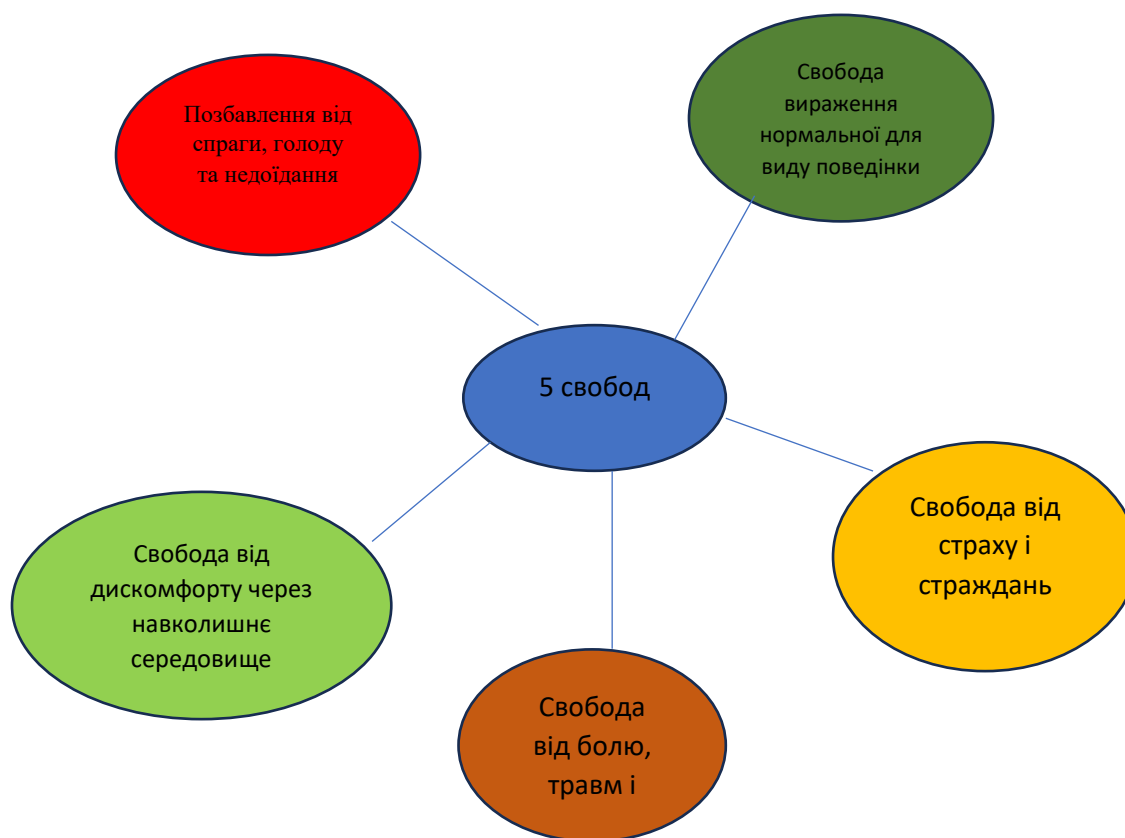 Позбавлення від
спраги, голоду
та недоїдання
Свобода
вираження
нормальної для
виду поведінки
5 свобод
Свобода від
страху і
страждань
Свобода від
дискомфорту через
навколишнє
середовище
Свобода
від болю,
травм і